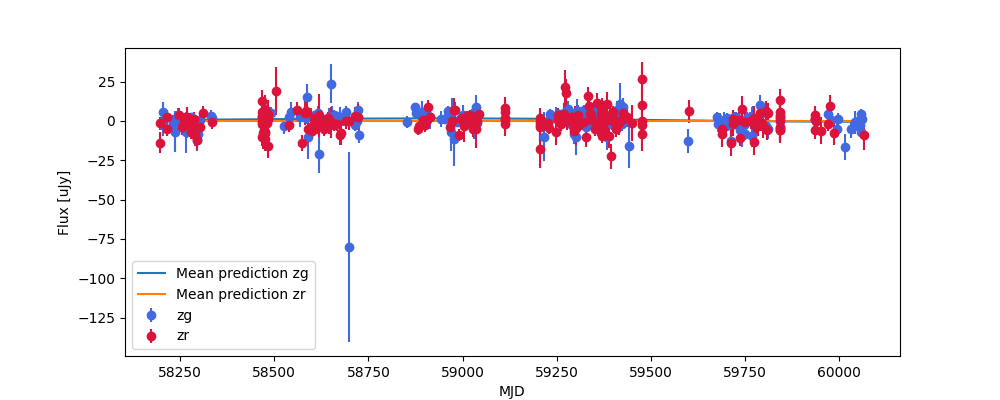 25
0
−25
−50
−75
−100
−125
Flux [uJy]
Mean prediction zg
Mean prediction zr
zg
zr
58250 58500 58750 59000 59250 59500 59750 60000
MJD